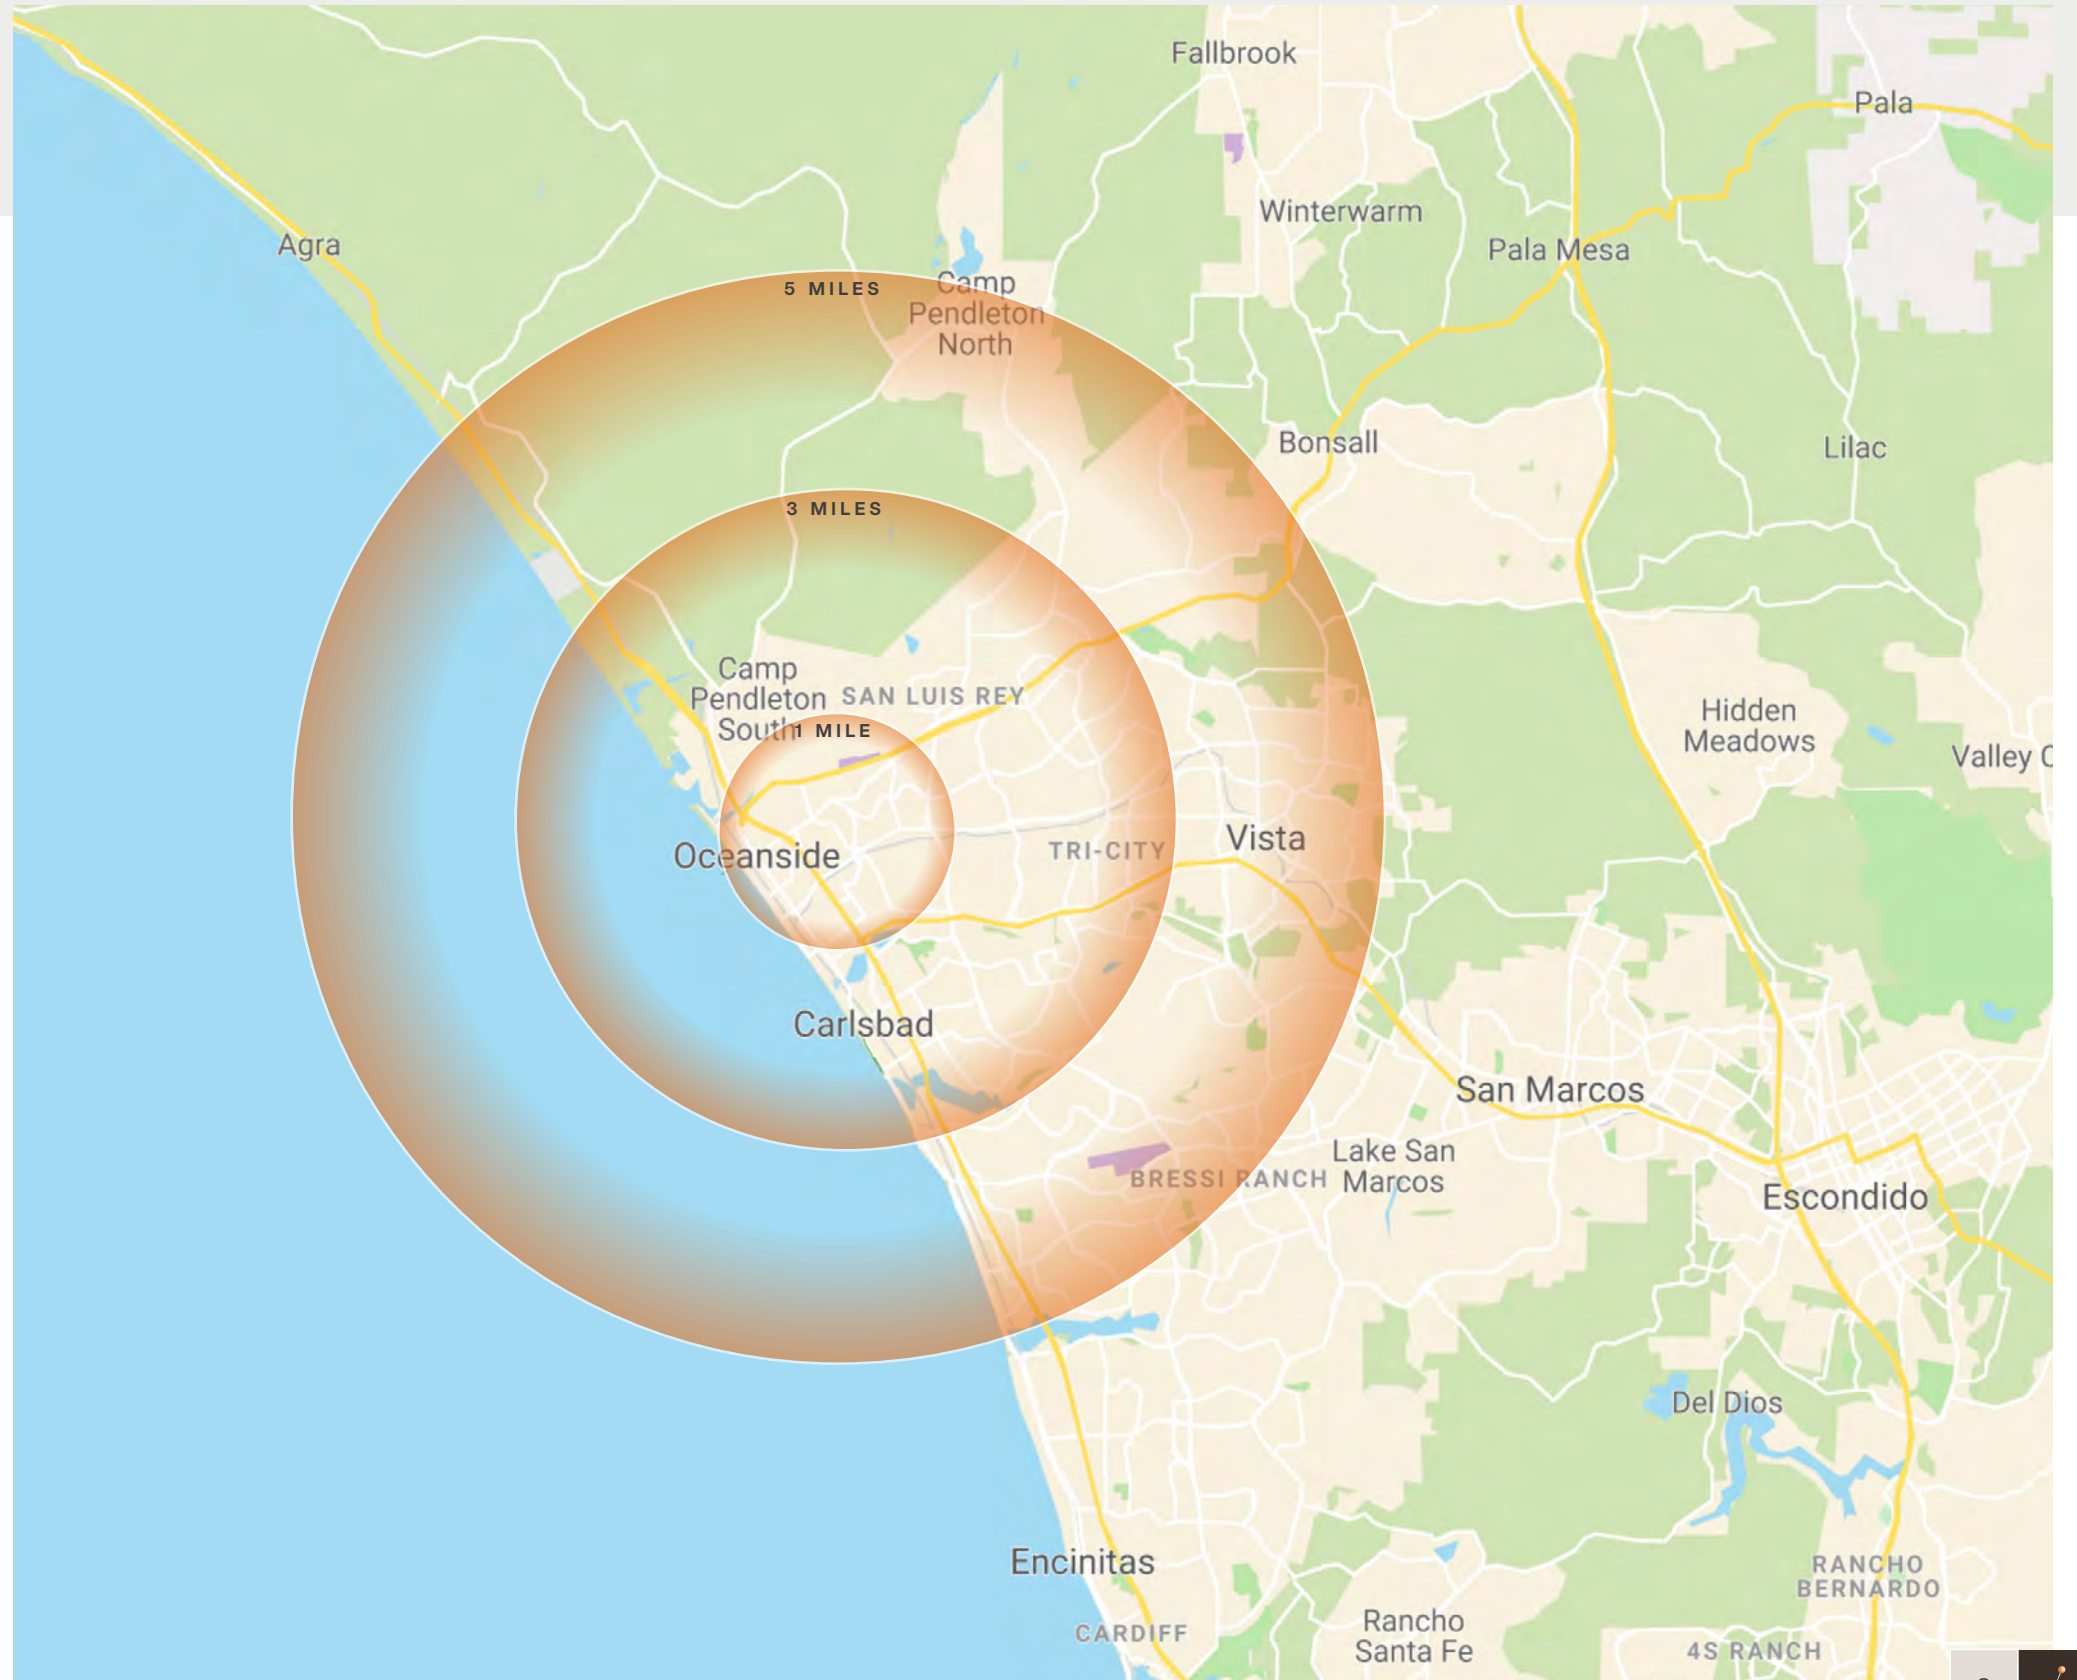 Fallbrook
Pala
Winterwarm
Agra
Pala Mesa
5 MILES
Camp
Pendleton
North
Bonsall
Lilac
3 MILES
Camp
Pendleton
South
SAN LUIS REY
1 MILE
Hidden
Meadows
Valley C
Oceanside
TRI-CITY
Vista
Carlsbad
San Marcos
Lake San
Marcos
BRESSI RANCH
Escondido
Del Dios
Encinitas
RANCHO
BERNARDO
CARDIFF
Rancho
Santa Fe
4S RANCH